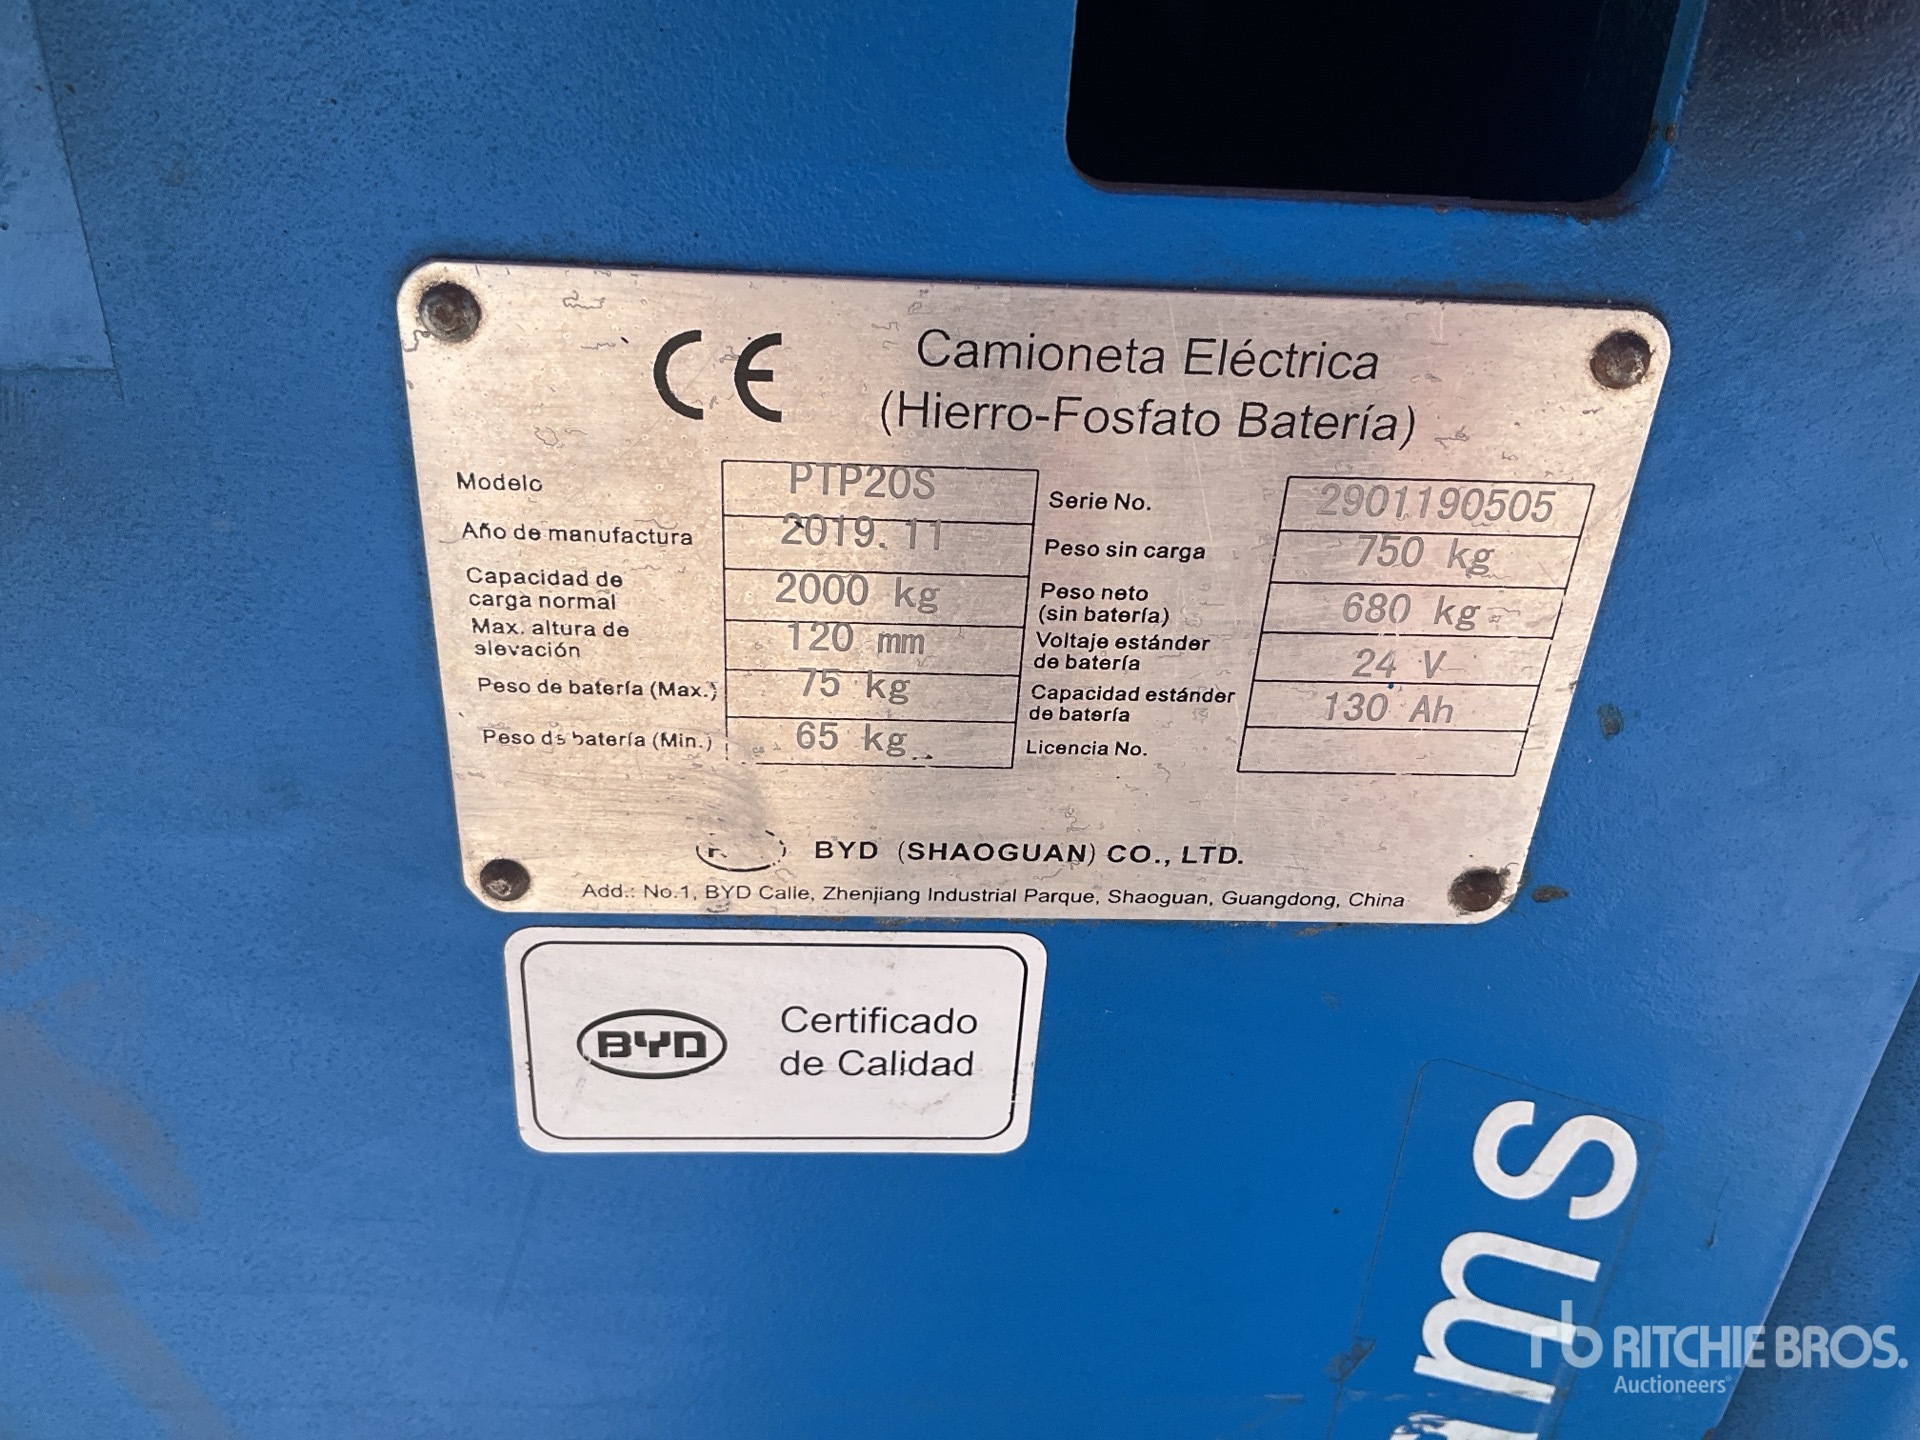 CE
Camioneta Eléctrica
(Hierro-Fosfato Batería)
Modelo PTP20S
Serie No. 2901190505
Año de manufactura 2019.11
Peso sin carga 750 kg
Capacidad de
carga normal 2000 kg
Peso neto
(sin batería) 680 kg
Max. altura de
elevación 120 mm
Voltaje estánder
de batería 24 V
Peso de batería (Max.) 75 kg
Capacidad estánder
de batería 130 Ah
Peso de batería (Min.) 65 kg
Licencia No.
BYD (SHAOGUAN) CO., LTD.
Add.: No.1, BYD Calle, Zhenjiang Industrial Parque, Shaoguan, Guangdong, China
BYD
Certificado
de Calidad
ms
rb RITCHIE BROS.
Auctioneers